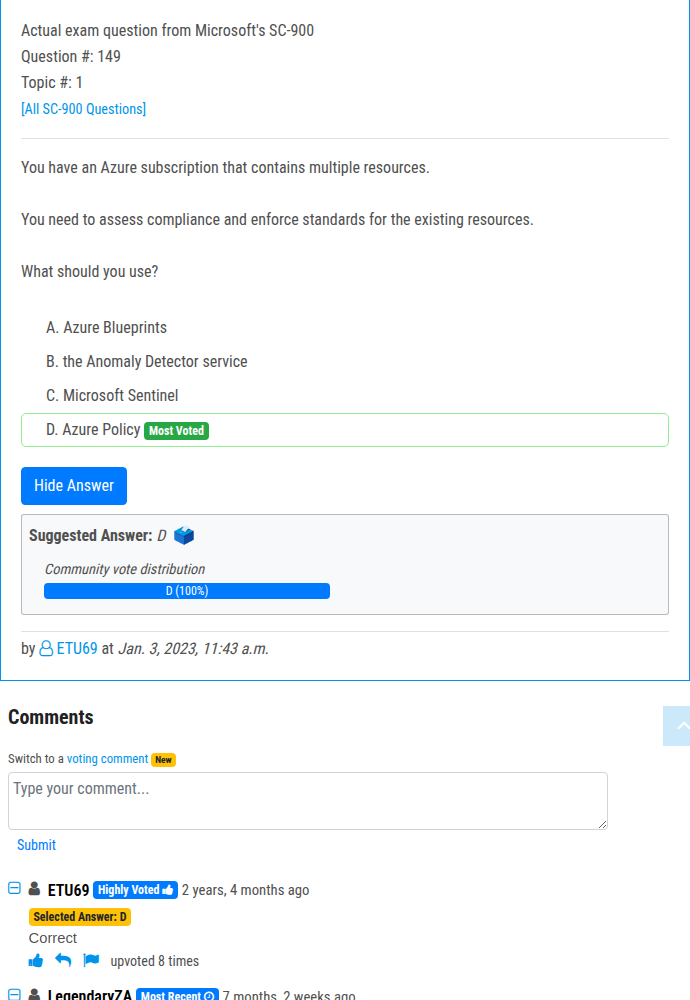 Actual exam question from Microsoft's SC-900
Question #: 149
Topic #: 1
[All SC-900 Questions]
You have an Azure subscription that contains multiple resources.
You need to assess compliance and enforce standards for the existing resources.
What should you use?
A. Azure Blueprints
B. the Anomaly Detector service
C. Microsoft Sentinel
D. Azure Policy Most Voted
Hide Answer
Suggested Answer: D
Community vote distribution
D (100%)
by ETU69 at Jan. 3, 2023, 11:43 a.m.
Comments
Switch to a voting comment New
Type your comment...
Submit
ETU69 Highly Voted 2 years, 4 months ago
Selected Answer: D
Correct
upvoted 8 times
LegendaryZA Most Recent 7 months, 2 weeks ago